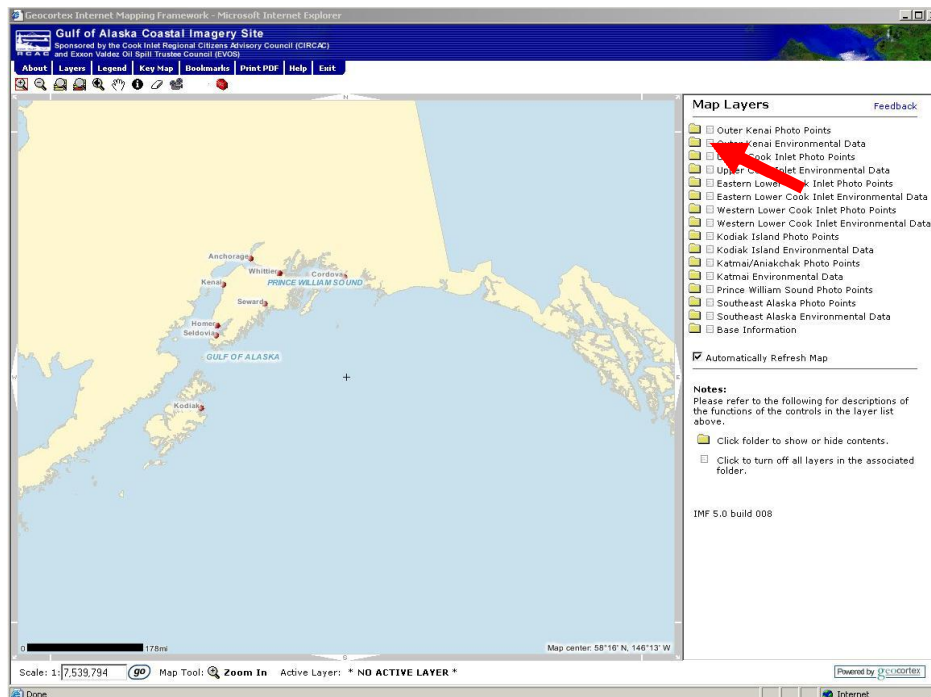 Geocortex Internet Mapping Framework - Microsoft Internet Explorer
Gulf of Alaska Coastal Imagery Site
Sponsored by the Cook Inlet Regional Citizens Advisory Council (CIRCAC)
and Exxon Valdez Oil Spill Trustee Council (EVOS)
RCAC
About Layers Legend Key Map Bookmarks Print PDF Help Exit
N
Map Layers
Feedback
Outer Kenai Photo Points
Outer Kenai Environmental Data
Cook Inlet Photo Points
Upper Inlet Environmental Data
Eastern Lower Inlet Photo Points
Eastern Lower Cook Inlet Environmental Data
Western Lower Cook Inlet Photo Points
Western Lower Cook Inlet Environmental Data
Kodiak Island Photo Points
Kodiak Island Environmental Data
Katmai/Aniakchak Photo Points
Katmai Environmental Data
Prince William Sound Photo Points
Southeast Alaska Photo Points
Southeast Alaska Environmental Data
Base Information
Automatically Refresh Map
Notes:
Please refer to the following for descriptions of
the functions of the controls in the layer list
above.
Click folder to show or hide contents.
Click to turn off all layers in the associated
folder.
IMF 5.0 build 008
Anchorage
Whittier
Cordova
Kenai
PRINCE WILLIAM SOUND
Seward
Homer
Seldovia
GULF OF ALASKA
W
E
Kodiak
0 178mi
Map center: 58°16' N, 146°13' W
S
Scale: 1: 7,539,794 go Map Tool: Zoom In Active Layer: * NO ACTIVE LAYER *
Powered by geocortex
Done
Internet